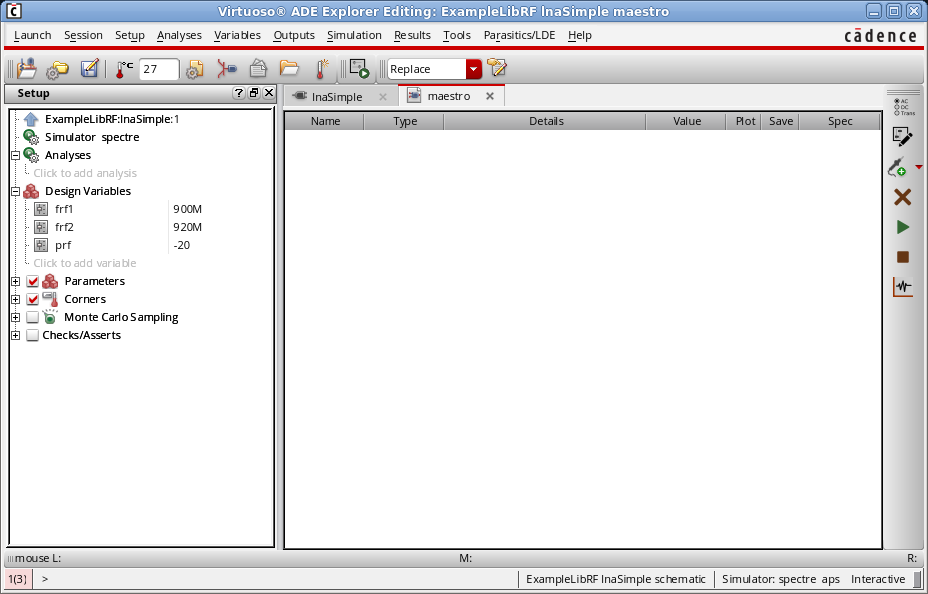 Virtuoso® ADE Explorer Editing: ExampleLibRF lnaSimple maestro
Launch Session Setup Analyses Variables Outputs Simulation Results Tools Parasitics/LDE Help
cādence
°C 27 Replace
Setup
lnaSimple maestro
Name Type Details Value Plot Save Spec
AC
DC
Trans
ExampleLibRF:lnaSimple:1
Simulator spectre
Analyses
Click to add analysis
Design Variables
frf1 900M
frf2 920M
prf -20
Click to add variable
Parameters
Corners
Monte Carlo Sampling
Checks/Asserts
mouse L: M: R:
1(3) >
ExampleLibRF lnaSimple schematic Simulator: spectre aps Interactive